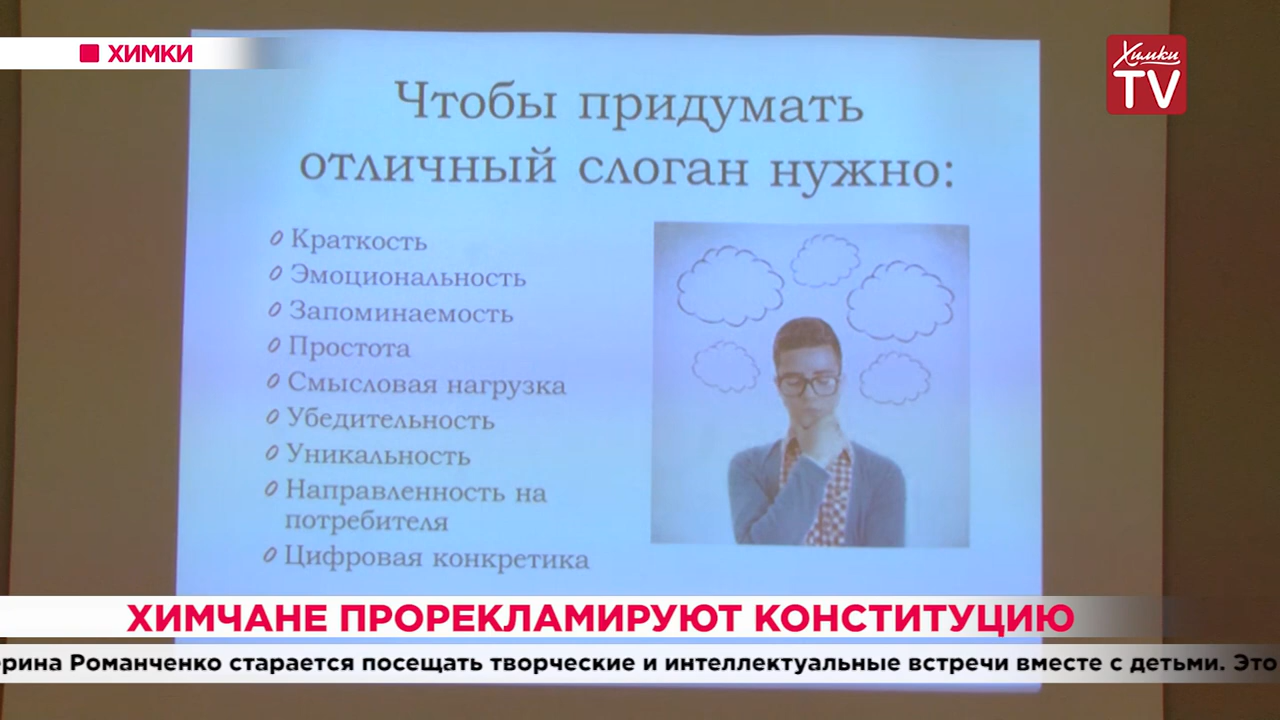 ХИМКИ
Химки
TV
Чтобы придумать
отличный слоган нужно:
Краткость
Эмоциональность
Запоминаемость
Простота
Смысловая нагрузка
Убедительность
Уникальность
Направленность на
потребителя
Цифровая конкретика
ХИМЧАНЕ ПРОРЕКЛАМИРУЮТ КОНСТИТУЦИЮ
Романченко старается посещать творческие и интеллектуальные встречи вместе с детьми. Это